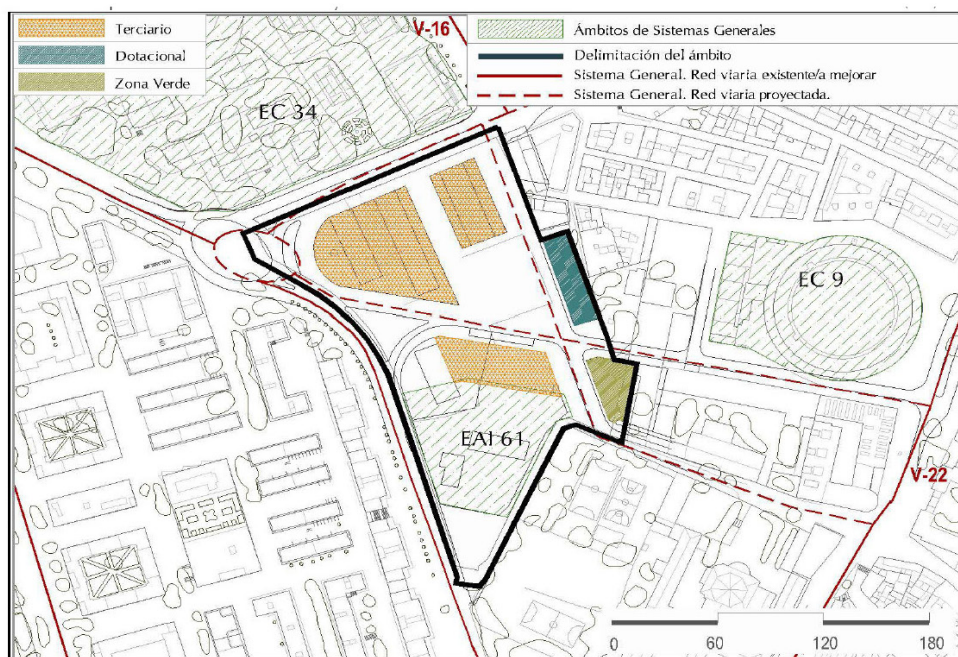 Terciario
Dotacional
Zona Verde
V-16
Ámbitos de Sistemas Generales
Delimitación del ámbito
Sistema General. Red viaria existente/a mejorar
Sistema General. Red viaria proyectada.
EC 34
EC 9
EAI 61
V-22
0 60 120 180